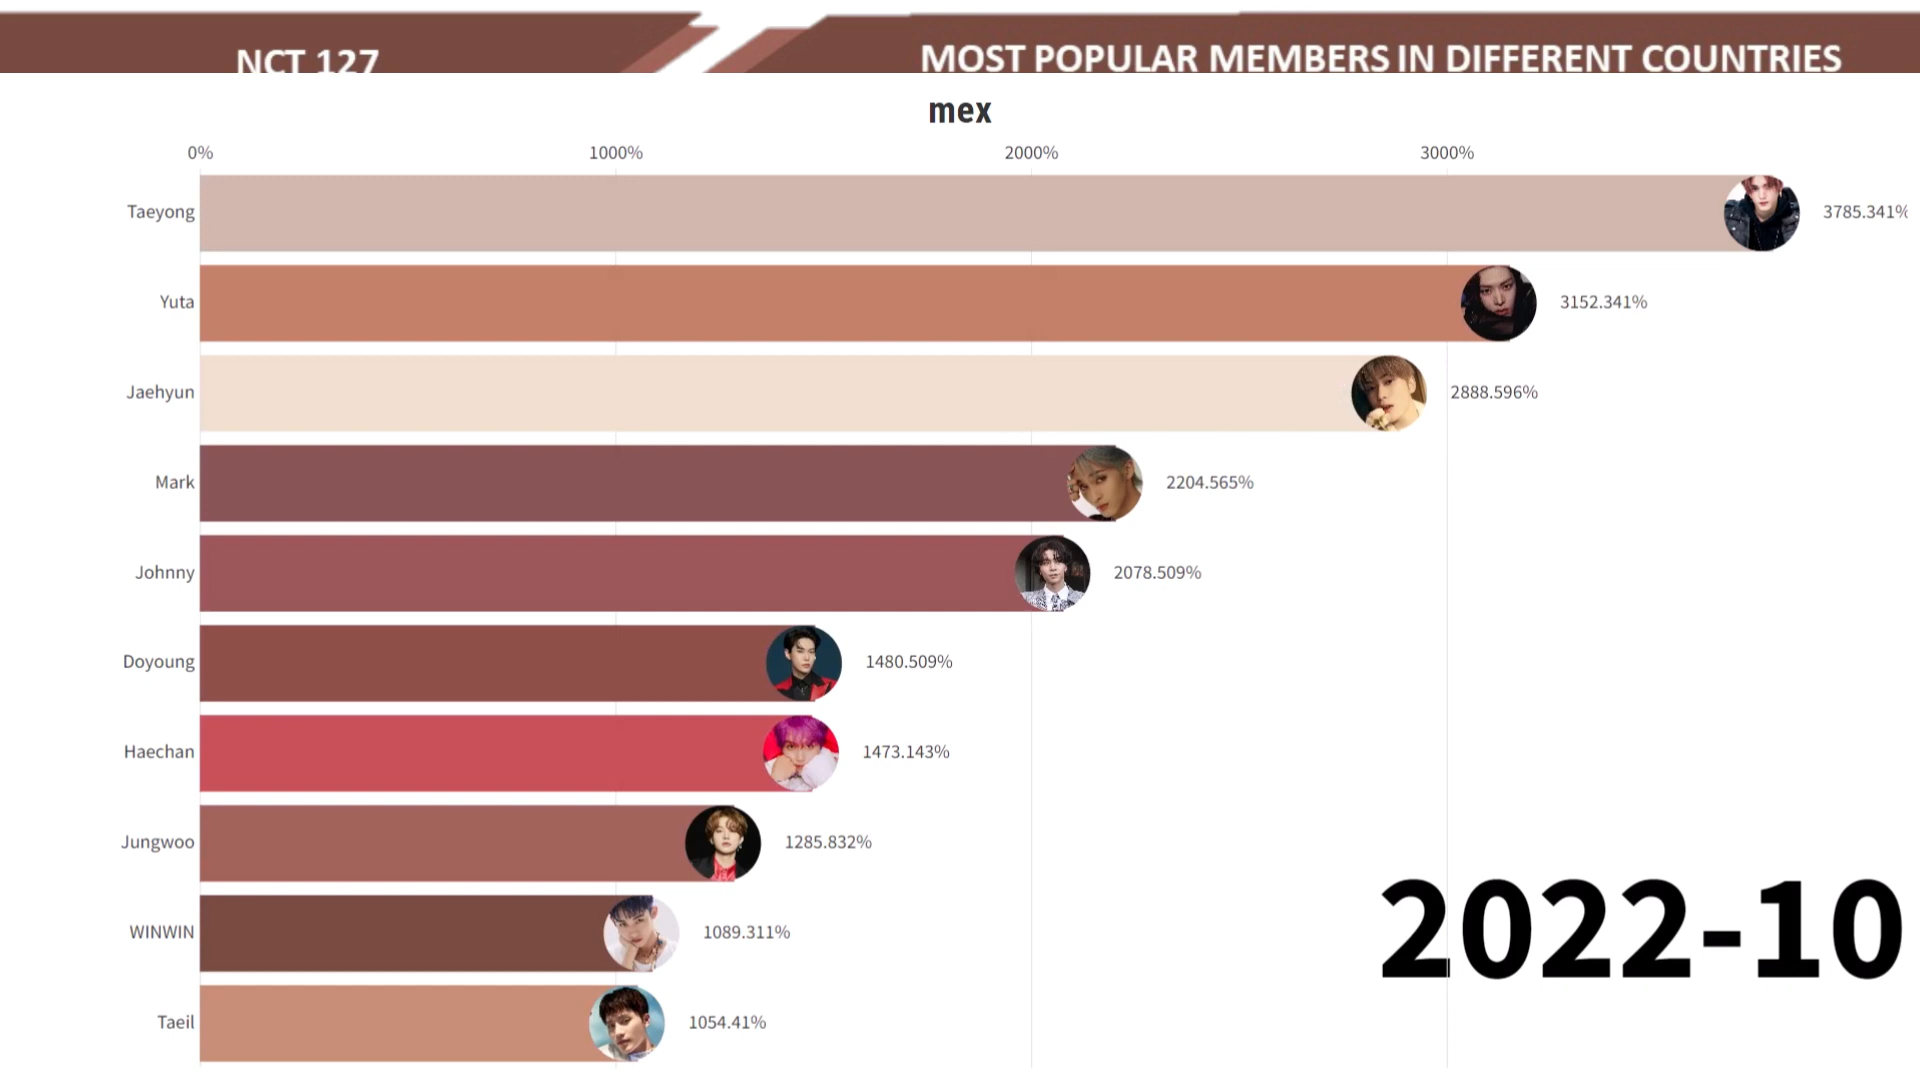 NCT 127
MOST POPULAR MEMBERS IN DIFFERENT COUNTRIES
mex
0% 1000% 2000% 3000%
Taeyong 3785.341%
Yuta 3152.341%
Jaehyun 2888.596%
Mark 2204.565%
Johnny 2078.509%
Doyoung 1480.509%
Haechan 1473.143%
Jungwoo 1285.832%
WINWIN 1089.311%
Taeil 1054.41%
2022-10